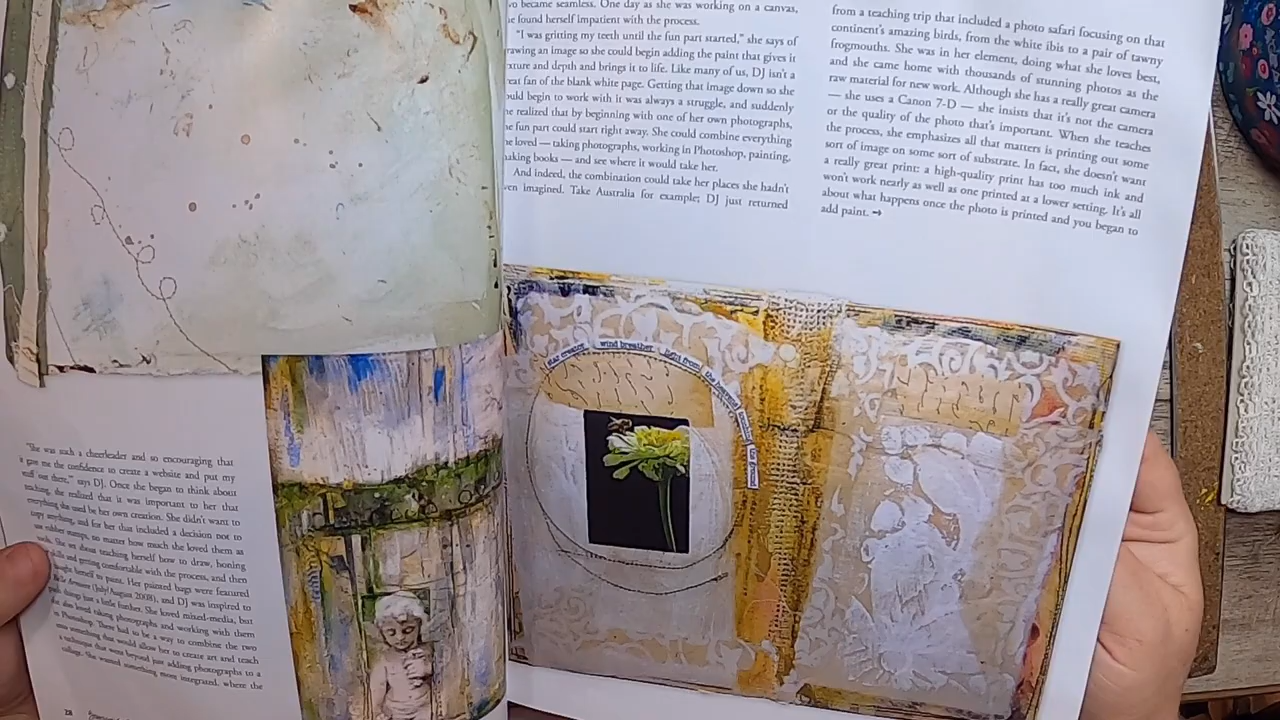 "She was such a cheerleader and so encouraging that
it gave me the confidence to create a website and put my
stuff out there," says DJ. Once she began to think about
teaching, she realized that it was important to her that
everything she used be her own creation. She didn't want to
copy anything, and for her that included a decision not to
use rubber stamps, no matter how much she loved them as
tools. She set about teaching herself how to draw, honing
skills and getting comfortable with the process, and then
taught herself to paint. Her painted bags were featured
Belle Armoire (July/August 2008), and DJ was inspired to
push things just a little further. She loved mixed-media, but
she also loved taking photographs and working with them
in Photoshop. There had to be a way to combine the two
into something that would allow her to create art and teach
a technique that went beyond just adding photographs to a
collage. She wanted something more integrated, where the
became seamless. One day as she was working on a canvas,
found herself impatient with the process.
"I was gritting my teeth until the fun part started," she says of
drawing an image so she could begin adding the paint that gives it
texture and depth and brings it to life. Like many of us, DJ isn't a
great fan of the blank white page. Getting that image down so she
could begin to work with it was always a struggle, and suddenly
she realized that by beginning with one of her own photographs,
the fun part could start right away. She could combine everything
she loved — taking photographs, working in Photoshop, painting,
making books — and see where it would take her.
And indeed, the combination could take her places she hadn't
even imagined. Take Australia for example; DJ just returned
from a teaching trip that included a photo safari focusing on that
continent's amazing birds, from the white ibis to a pair of tawny
frogmouths. She was in her element, doing what she loves best,
and she came home with thousands of stunning photos as the
raw material for new work. Although she has a really great camera
— she uses a Canon 7-D — she insists that it's not the camera
or the quality of the photo that's important. When she teaches
the process, she emphasizes all that matters is printing out some
sort of image on some sort of substrate. In fact, she doesn't want
a really great print: a high-quality print has too much ink and
won't work nearly as well as one printed at a lower setting. It's all
about what happens once the photo is printed and you began to
add paint. →
star creator wind breather light from the heavens